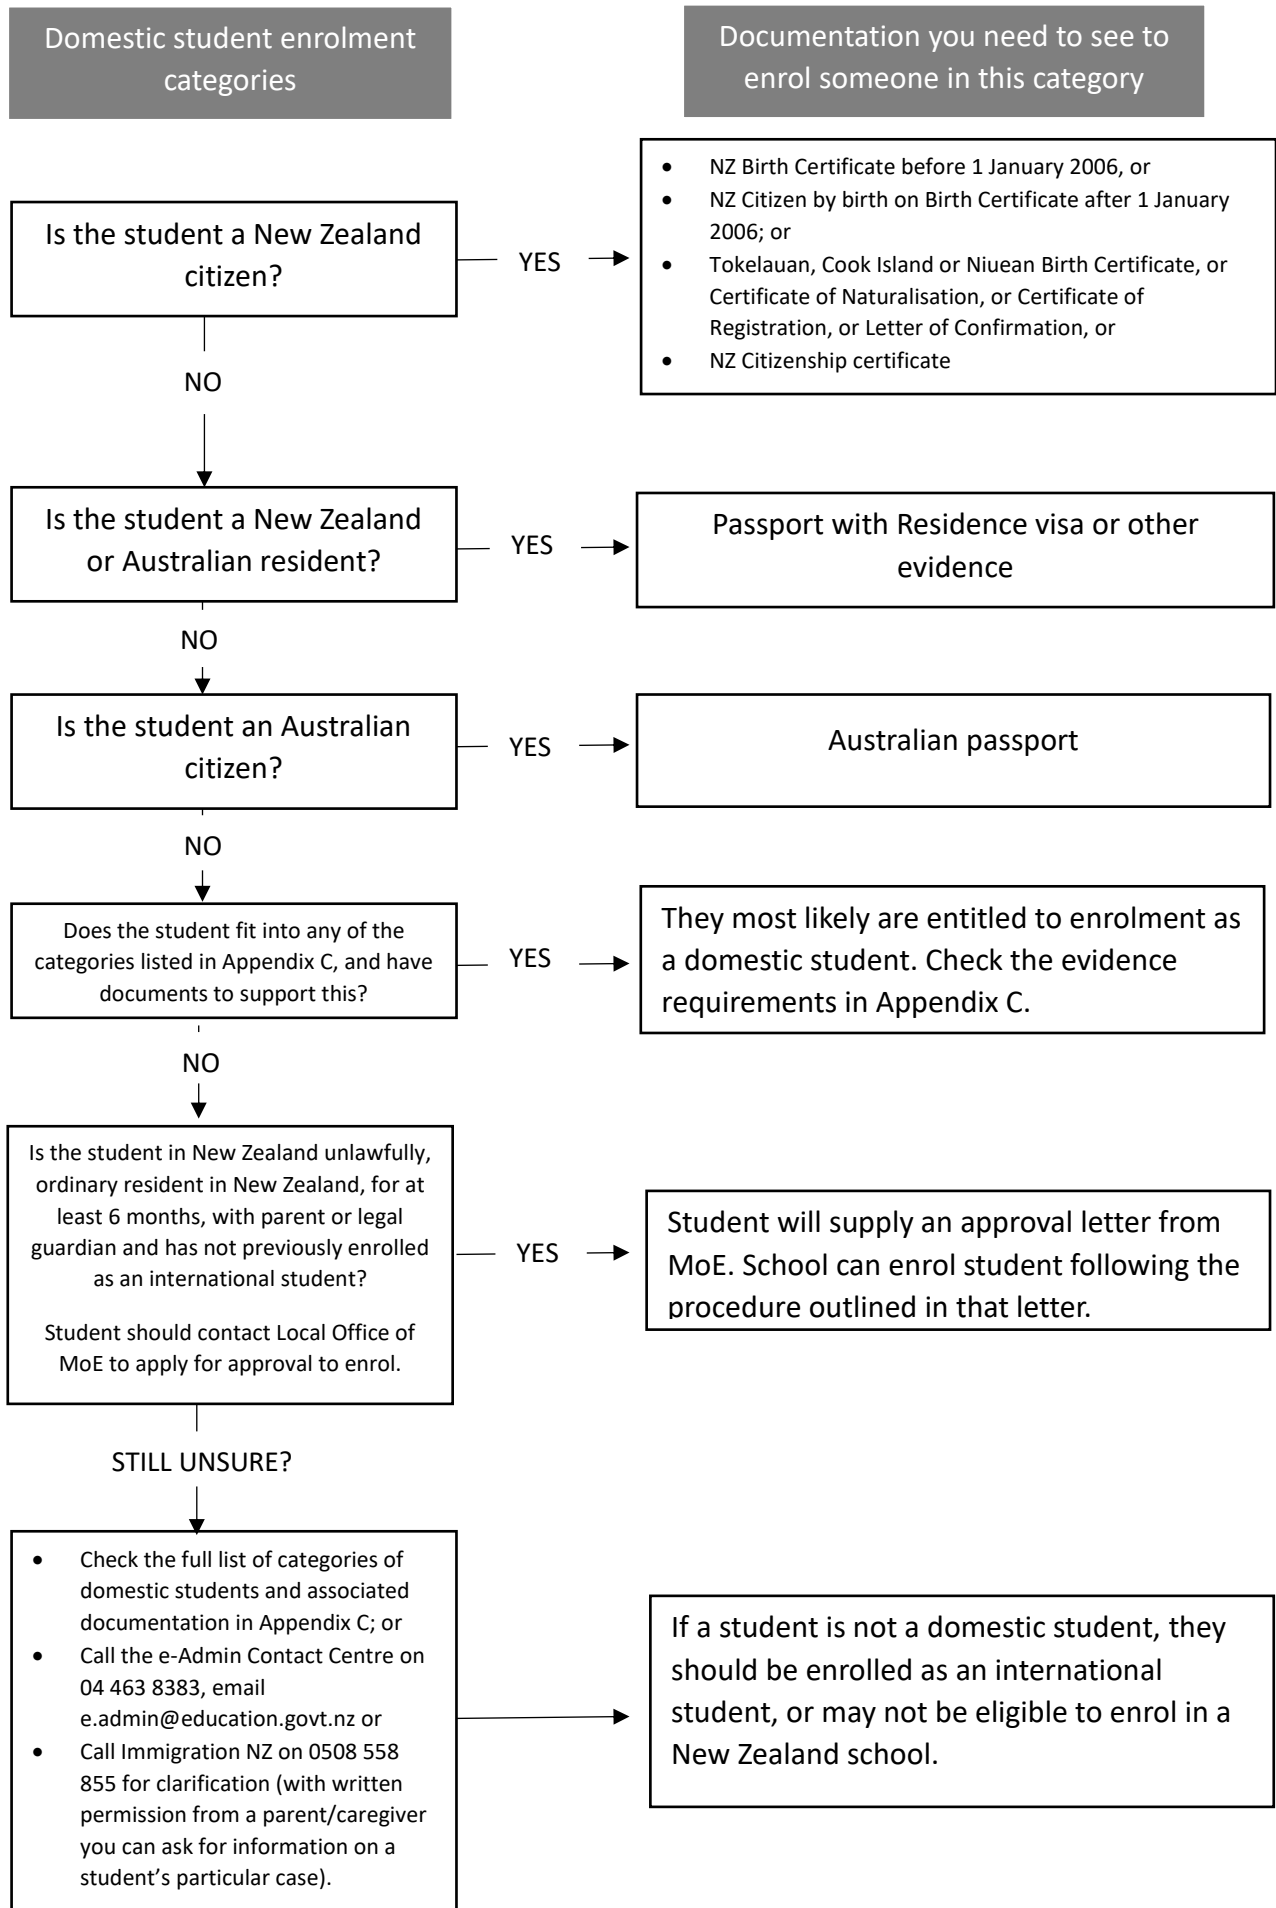 Domestic student enrolment
categories
Documentation you need to see to
enrol someone in this category
Is the student a New Zealand
citizen?
YES
• NZ Birth Certificate before 1 January 2006, or
• NZ Citizen by birth on Birth Certificate after 1 January
2006; or
• Tokelauan, Cook Island or Niuean Birth Certificate, or
Certificate of Naturalisation, or Certificate of
Registration, or Letter of Confirmation, or
• NZ Citizenship certificate
NO
Is the student a New Zealand
or Australian resident?
YES
Passport with Residence visa or other
evidence
NO
Is the student an Australian
citizen?
YES
Australian passport
NO
Does the student fit into any of the
categories listed in Appendix C, and have
documents to support this?
YES
They most likely are entitled to enrolment as
a domestic student. Check the evidence
requirements in Appendix C.
NO
Is the student in New Zealand unlawfully,
ordinary resident in New Zealand, for at
least 6 months, with parent or legal
guardian and has not previously enrolled
as an international student?
Student should contact Local Office of
MoE to apply for approval to enrol.
YES
Student will supply an approval letter from
MoE. School can enrol student following the
procedure outlined in that letter.
STILL UNSURE?
• Check the full list of categories of
domestic students and associated
documentation in Appendix C; or
• Call the e-Admin Contact Centre on
04 463 8383, email
e.admin@education.govt.nz or
• Call Immigration NZ on 0508 558
855 for clarification (with written
permission from a parent/caregiver
you can ask for information on a
student’s particular case).
If a student is not a domestic student, they
should be enrolled as an international
student, or may not be eligible to enrol in a
New Zealand school.